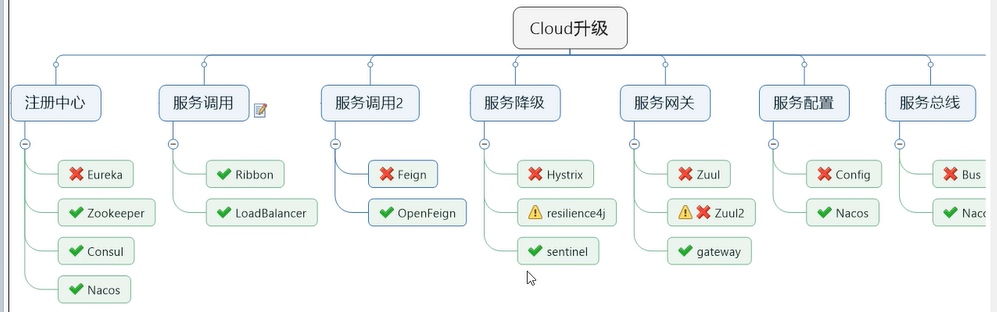 Cloud升级
注册中心
服务调用
服务调用2
服务降级
服务网关
服务配置
服务总线
Eureka
Zookeeper
Consul
Nacos
Ribbon
LoadBalancer
Feign
OpenFeign
Hystrix
resilience4j
sentinel
Zuul
Zuul2
gateway
Config
Nacos
Bus